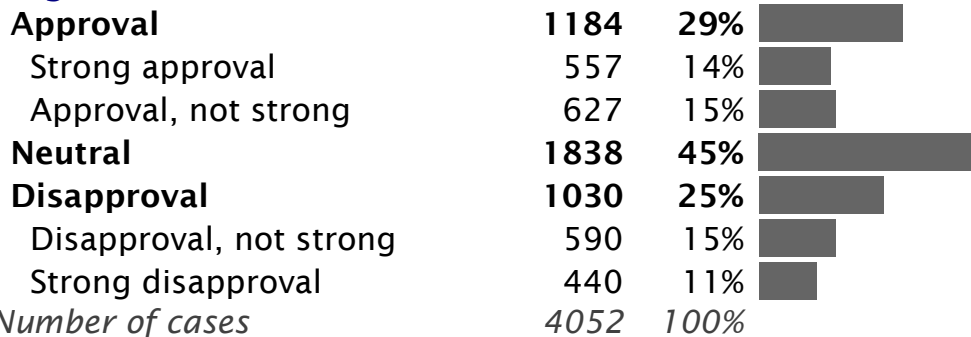 Approval 1184 29%
Strong approval 557 14%
Approval, not strong 627 15%
Neutral 1838 45%
Disapproval 1030 25%
Disapproval, not strong 590 15%
Strong disapproval 440 11%
Number of cases 4052 100%